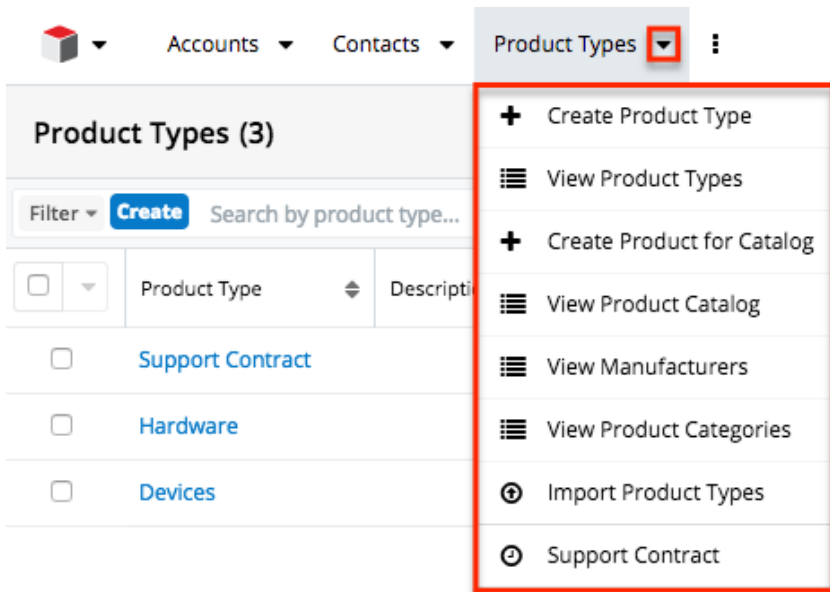 Accounts Contacts Product Types
Product Types (3)
Filter Create Search by product type...
Product Type Descripti
Support Contract
Hardware
Devices
Create Product Type
View Product Types
Create Product for Catalog
View Product Catalog
View Manufacturers
View Product Categories
Import Product Types
Support Contract